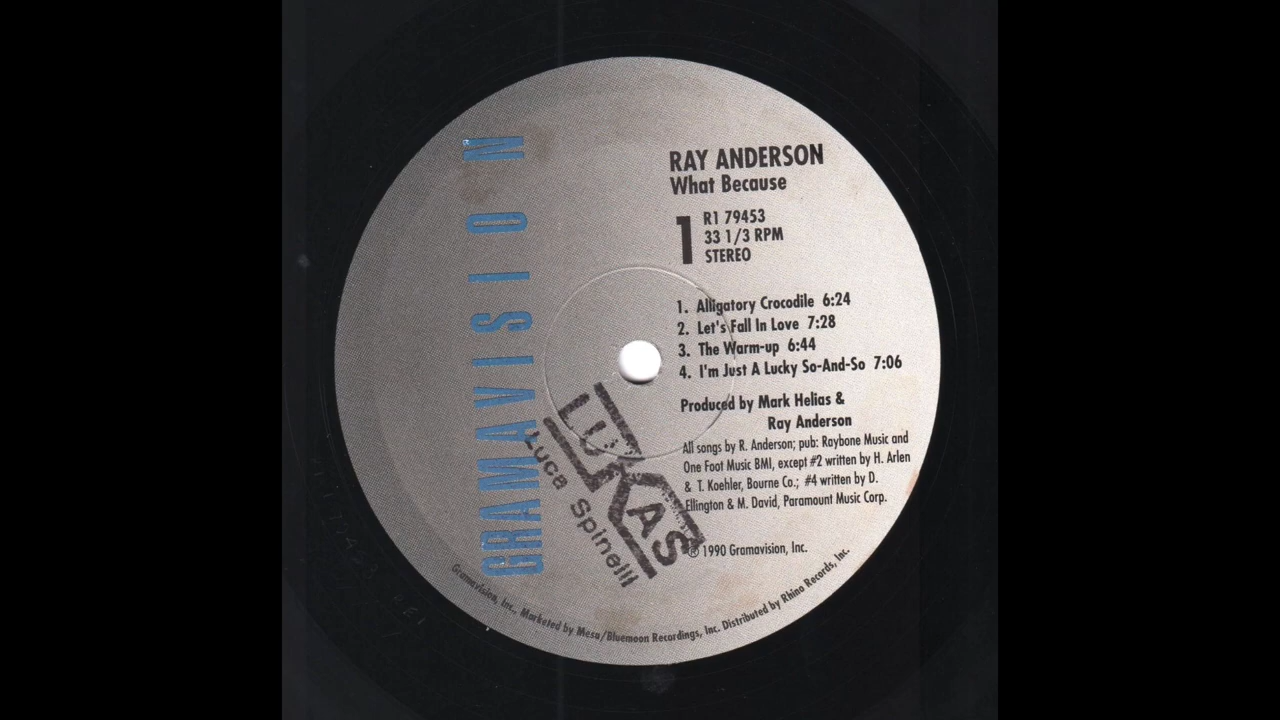 GRAMAVISION
RAY ANDERSON
What Because
1
R1 79453
33 1/3 RPM
STEREO
1. Alligatory Crocodile 6:24
2. Let's Fall In Love 7:28
3. The Warm-up 6:44
4. I'm Just A Lucky So-And-So 7:06
Produced by Mark Helias &
Ray Anderson
All songs by R. Anderson; pub: Raybone Music and
One Foot Music BMI, except #2 written by H. Arlen
& T. Koehler, Bourne Co.; #4 written by D.
Ellington & M. David, Paramount Music Corp.
℗ 1990 Gramavision, Inc.
LUKAS
Luca Spinelli
Gramavision, Inc., Marketed by Mesa/Bluemoon Recordings, Inc. Distributed by Rhino Records, Inc.